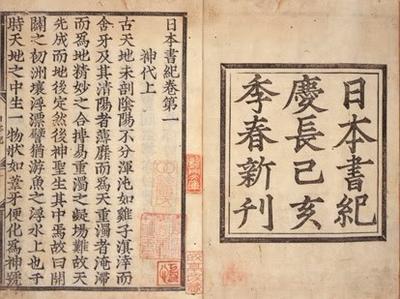 日本書紀
慶長己亥
季春新刊
日本書紀卷第一
神代上
古天地未剖陰陽不分渾沌如雞子溟涬而
含牙及其清陽者薄靡而爲天重濁者淹滯
而爲地精妙之合摶易重濁之凝場難故天
先成而地後定然後神聖生其中焉故曰開
闢之初洲壤浮漂譬猶游魚之浮水上也于
時天地之中生一物狀如葦牙便化爲神號